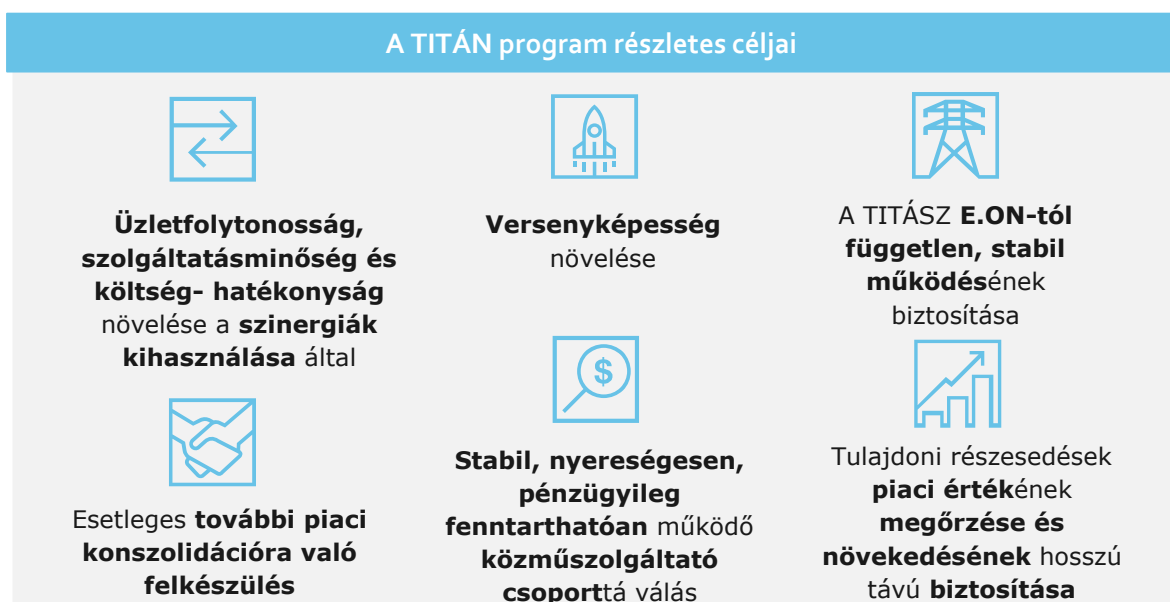 A TITÁN program részletes céljai
Üzletfolytonosság,
szolgáltatásminőség és
költség- hatékonyság
növelése a szinergiák
kihasználása által
Versenyképesség
növelése
A TITÁSZ E.ON-tól
független, stabil
működésének
biztosítása
Esetleges további piaci
konszolidációra való
felkészülés
$
Stabil, nyereségesen,
pénzügyileg
fenntarthatóan működő
közműszolgáltató
csoporttá válás
Tulajdoni részesedések
piaci értékének
megőrzése és
növekedésének hosszú
távú biztosítása